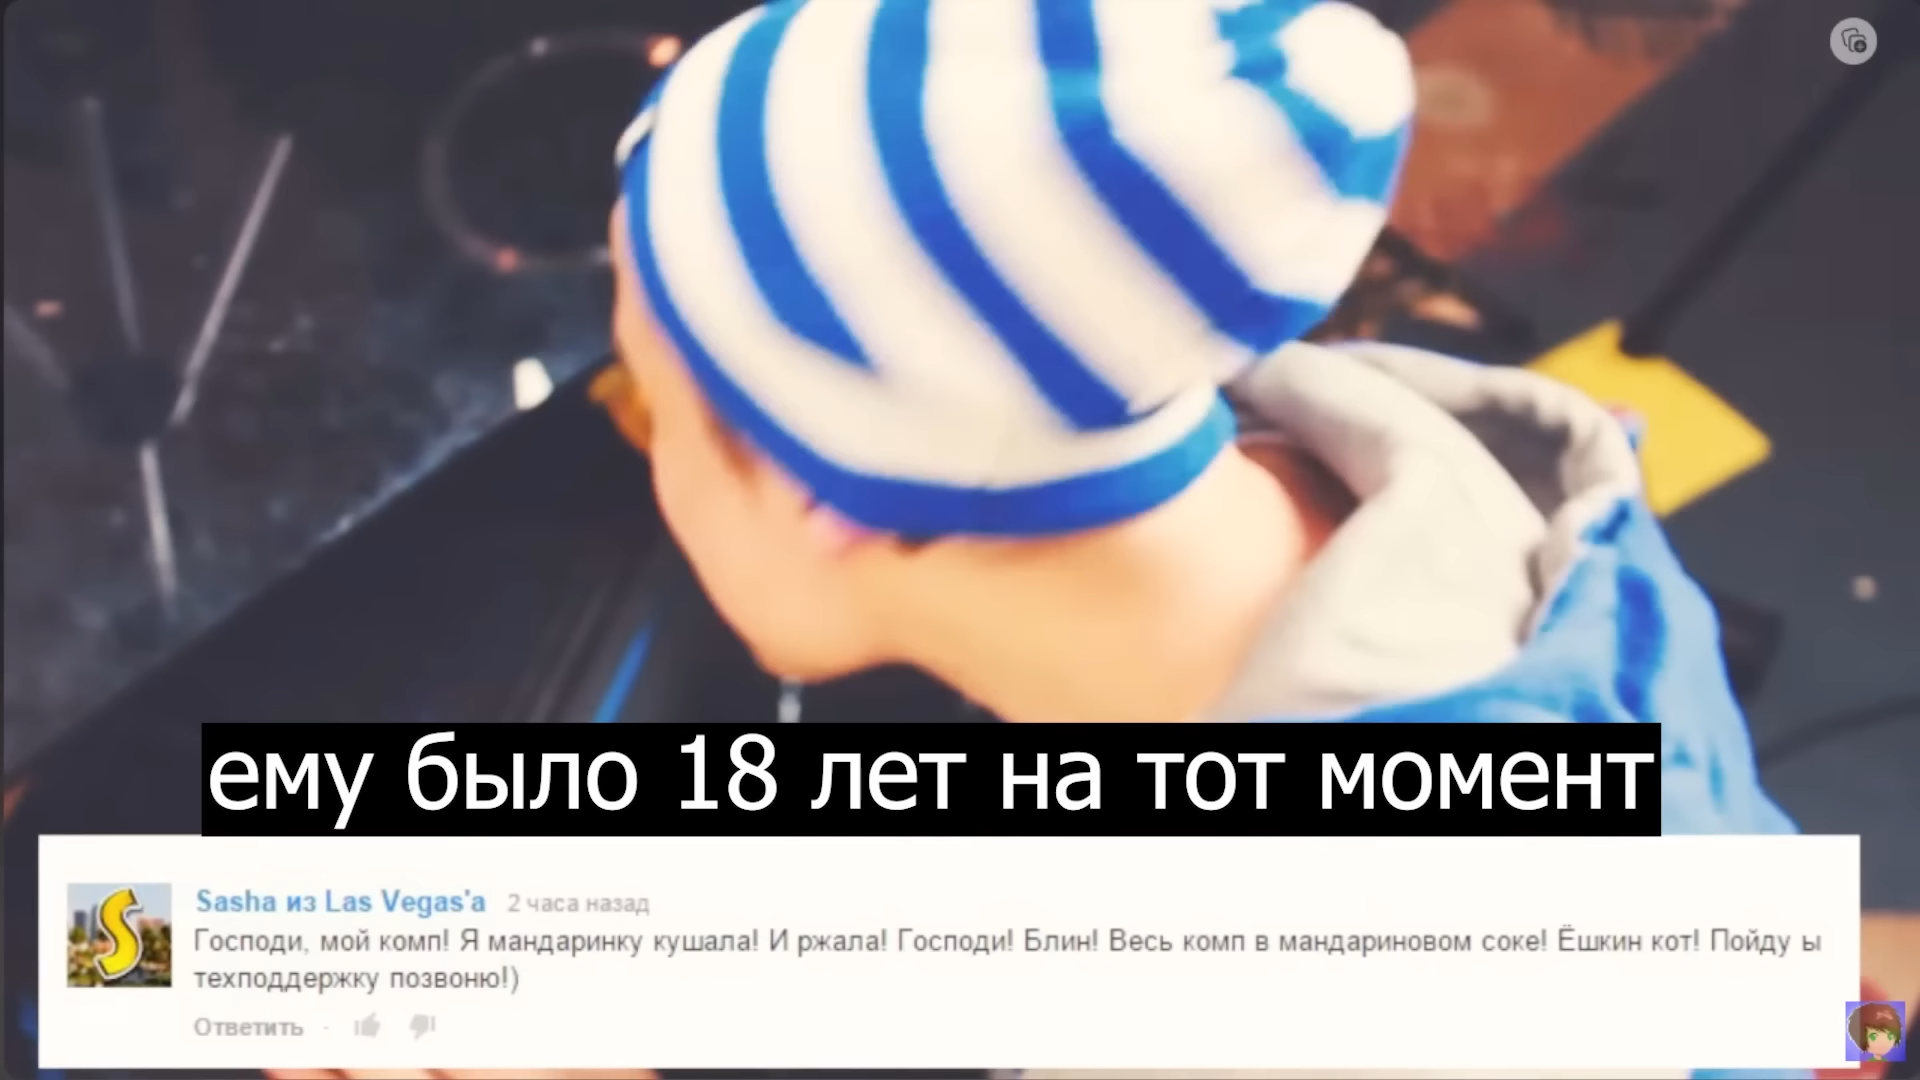 ему было 18 лет на тот момент
Sasha из Las Vegas'a 2 часа назад
Господи, мой комп! Я мандаринку кушала! И ржала! Господи! Блин! Весь комп в мандариновом соке! Ёшкин кот! Пойду ы
техподдержку позвоню!)
Ответить